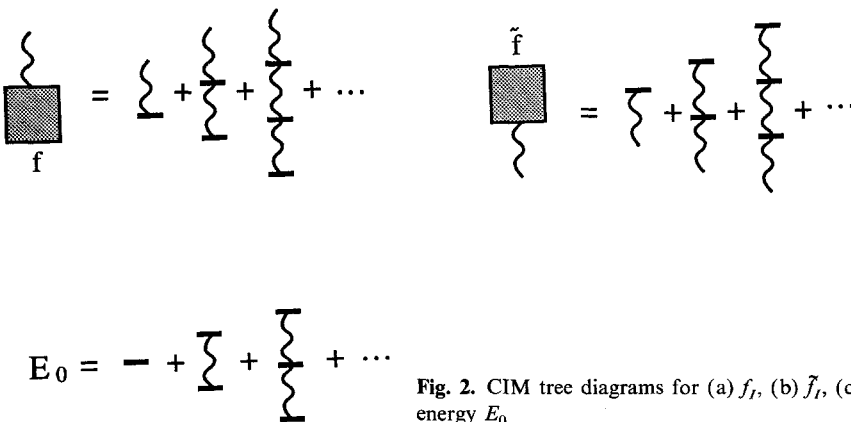 f̃
= + + + ...
f
= + + + ...
E₀ = + + + ...
Fig. 2. CIM tree diagrams for (a) f_I, (b) f̃_I, (c
energy E₀